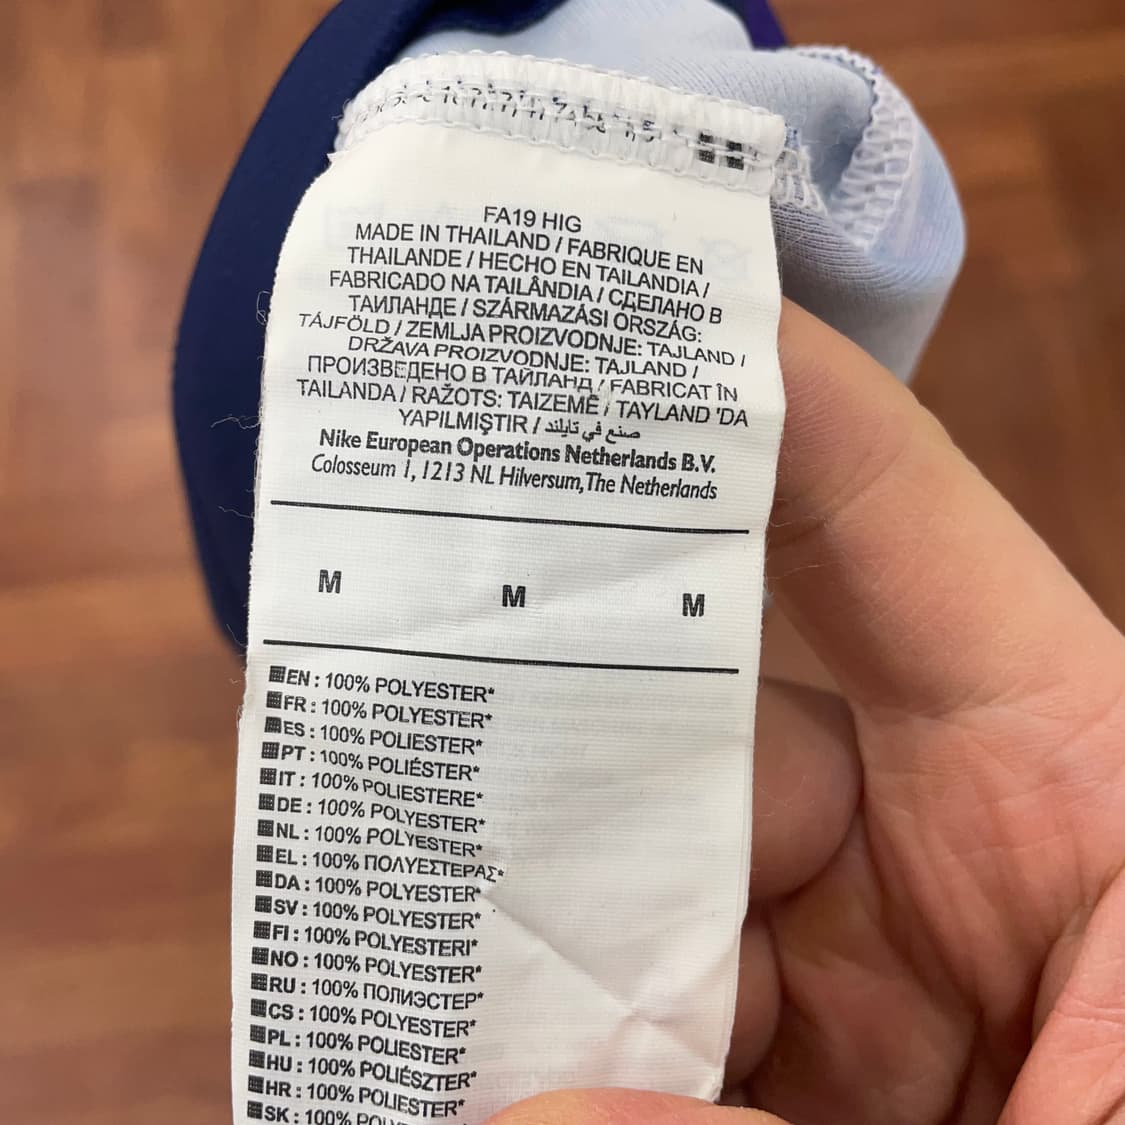 FA19 HIG
MADE IN THAILAND / FABRIQUE EN
THAILANDE / HECHO EN TAILANDIA /
FABRICADO NA TAILÂNDIA / СДЕЛАНО В
ТАИЛАНДЕ / SZÁRMAZÁSI ORSZÁG:
TÁJFÖLD / ZEMLJA PROIZVODNJE: TAJLAND /
DRŽAVA PROIZVODNJE: TAJLAND /
ПРОИЗВЕДЕНО В ТАЙЛАНД / FABRICAT ÎN
TAILANDA / RAŽOTS: TAIZEMĒ / TAYLAND 'DA
YAPILMIŞTIR / صنع في تايلند
Nike European Operations Netherlands B.V.
Colosseum 1, 1213 NL Hilversum, The Netherlands
M M M
EN : 100% POLYESTER*
FR : 100% POLYESTER*
ES : 100% POLIESTER*
PT : 100% POLIÉSTER*
IT : 100% POLIESTERE*
DE : 100% POLYESTER*
NL : 100% POLYESTER*
EL : 100% ΠΟΛΥΕΣΤΕΡΑΣ*
DA : 100% POLYESTER*
SV : 100% POLYESTER*
FI : 100% POLYESTERI*
NO : 100% POLYESTER*
RU : 100% ПОЛИЭСТЕР*
CS : 100% POLYESTER*
PL : 100% POLIESTER*
HU : 100% POLIÉSZTER*
HR : 100% POLIESTER*
SK : 100%